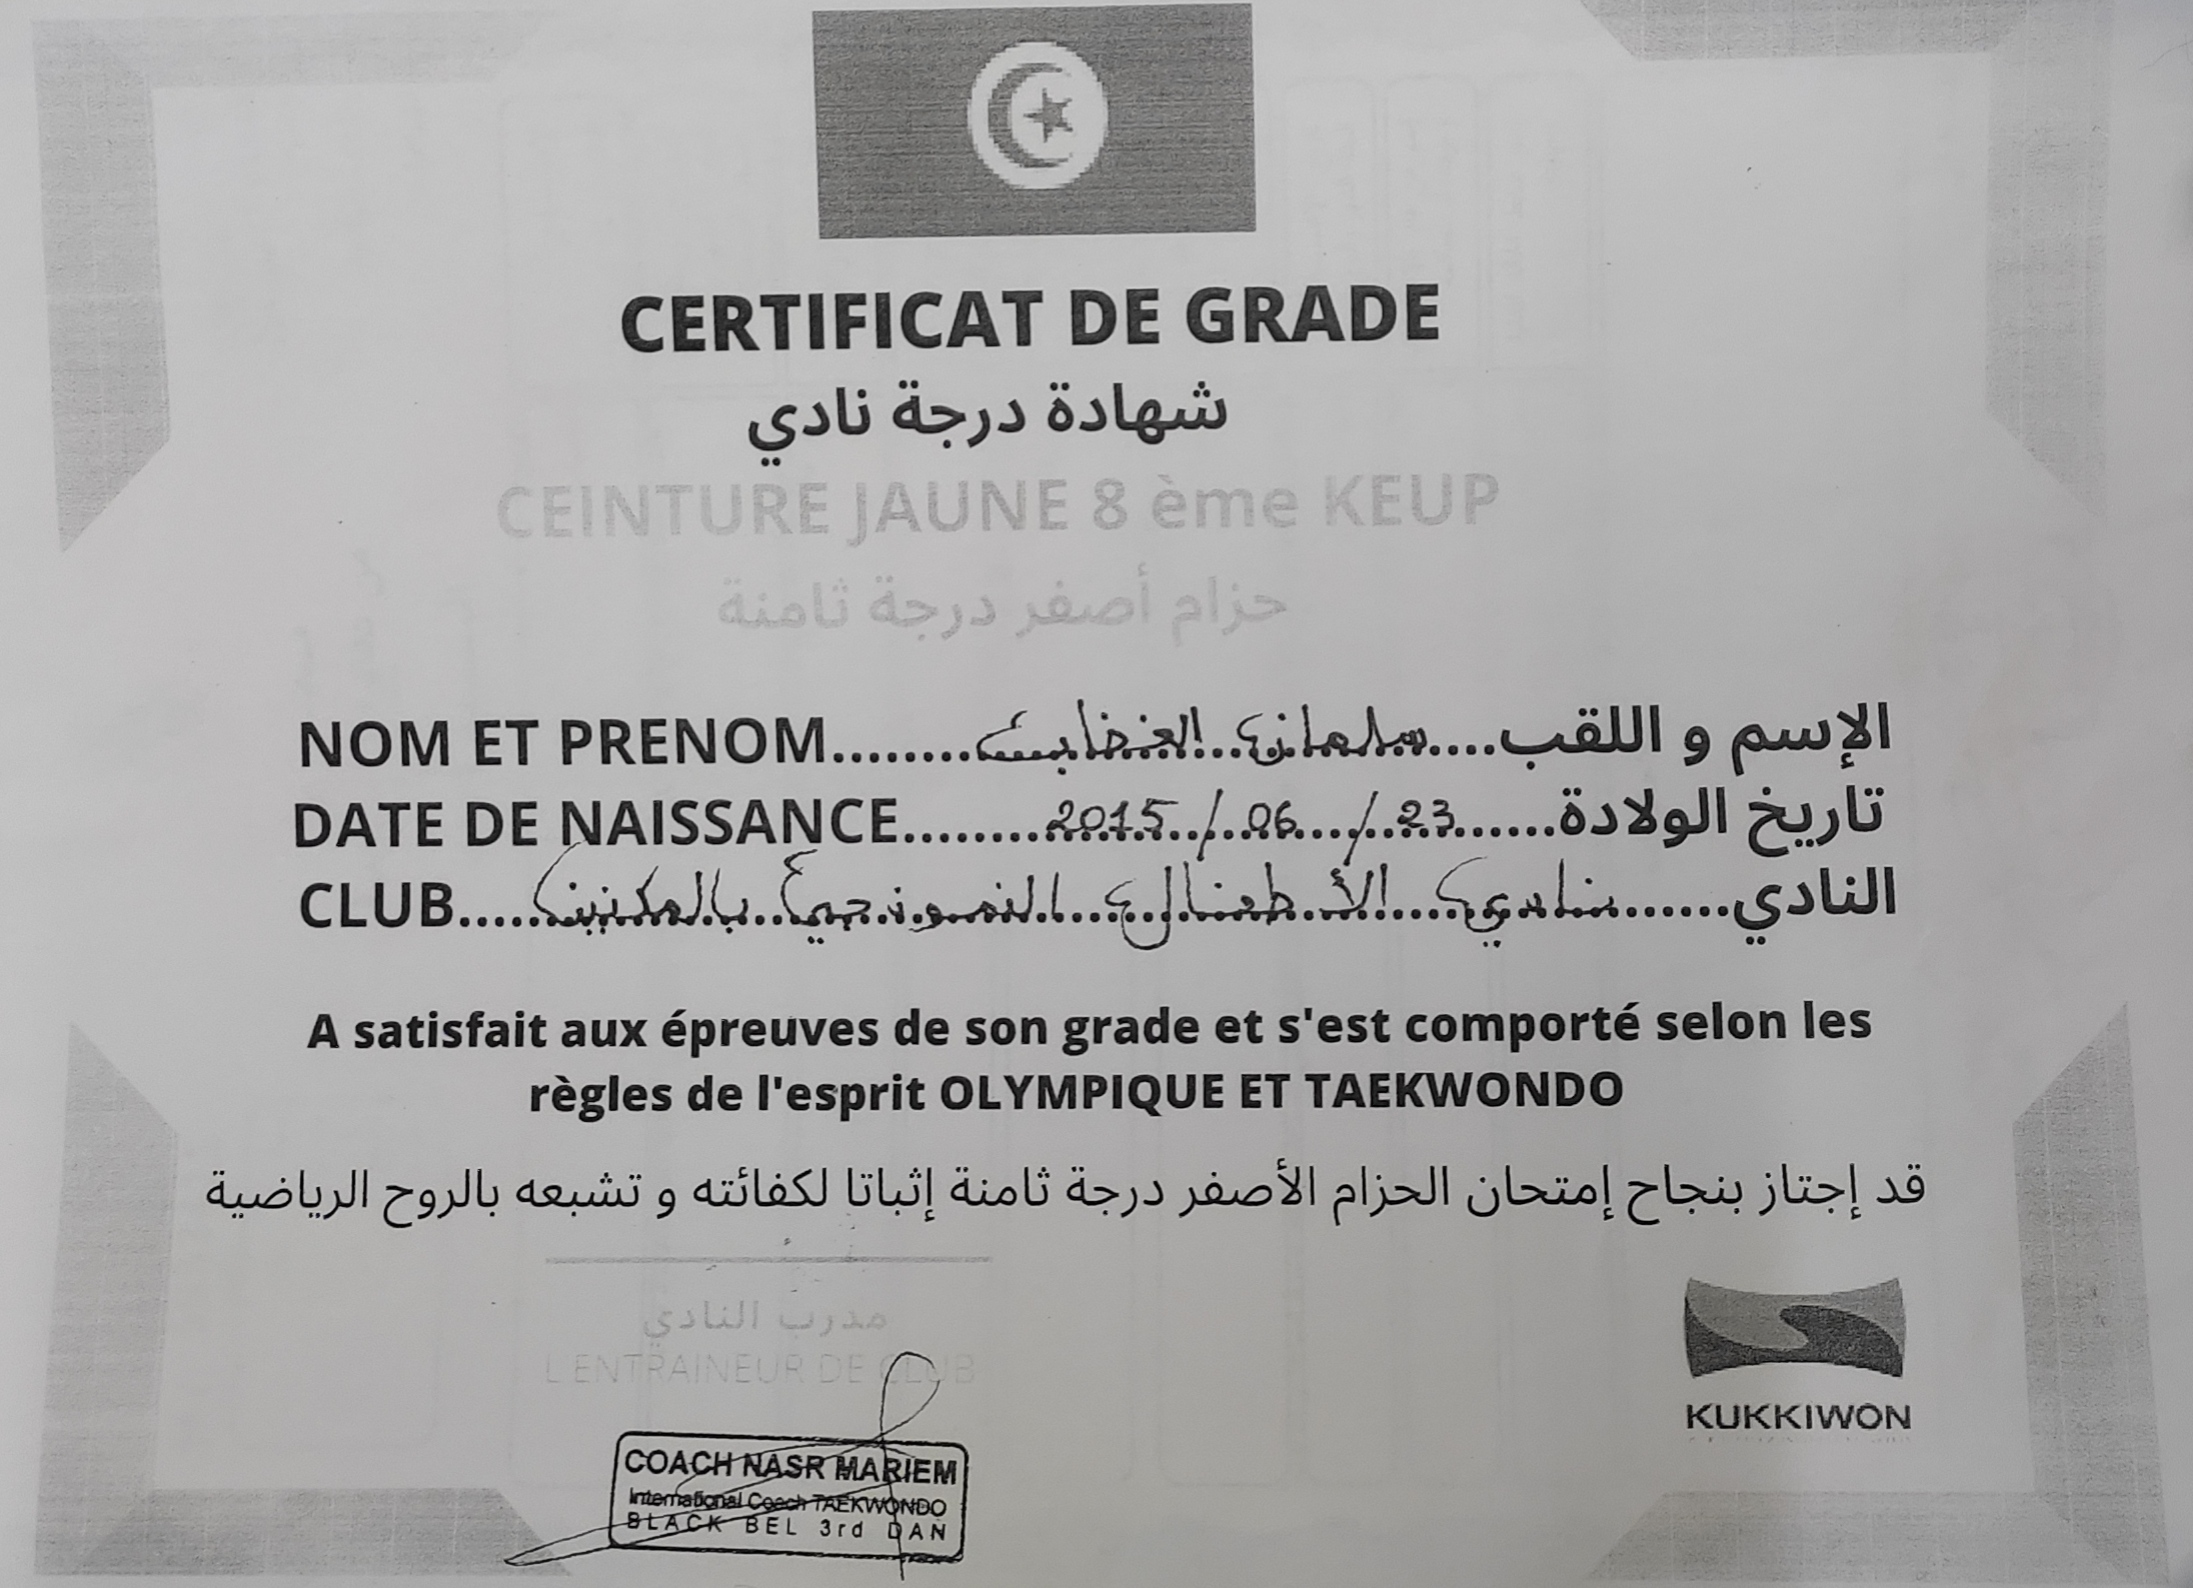 CERTIFICAT DE GRADE
شهادة درجة نادي
CEINTURE JAUNE 8 ème KEUP
حزام أصفر درجة ثامنة
NOM ET PRENOM........سليمان.........الإسم و اللقب
DATE DE NAISSANCE........2015../..06..../..23......تاريخ الولادة
CLUB.....نادي الأطفال النموذجي.......النادي
A satisfait aux épreuves de son grade et s'est comporté selon les
règles de l'esprit OLYMPIQUE ET TAEKWONDO
قد إجتاز بنجاح إمتحان الحزام الأصفر درجة ثامنة إثباتا لكفائته و تشبعه بالروح الرياضية
مدرب النادي
L'ENTRAINEUR DE CLUB
KUKKIWON
COACH NASR MARIEM
International Coach TAEKWONDO
BLACK BEL 3rd DAN